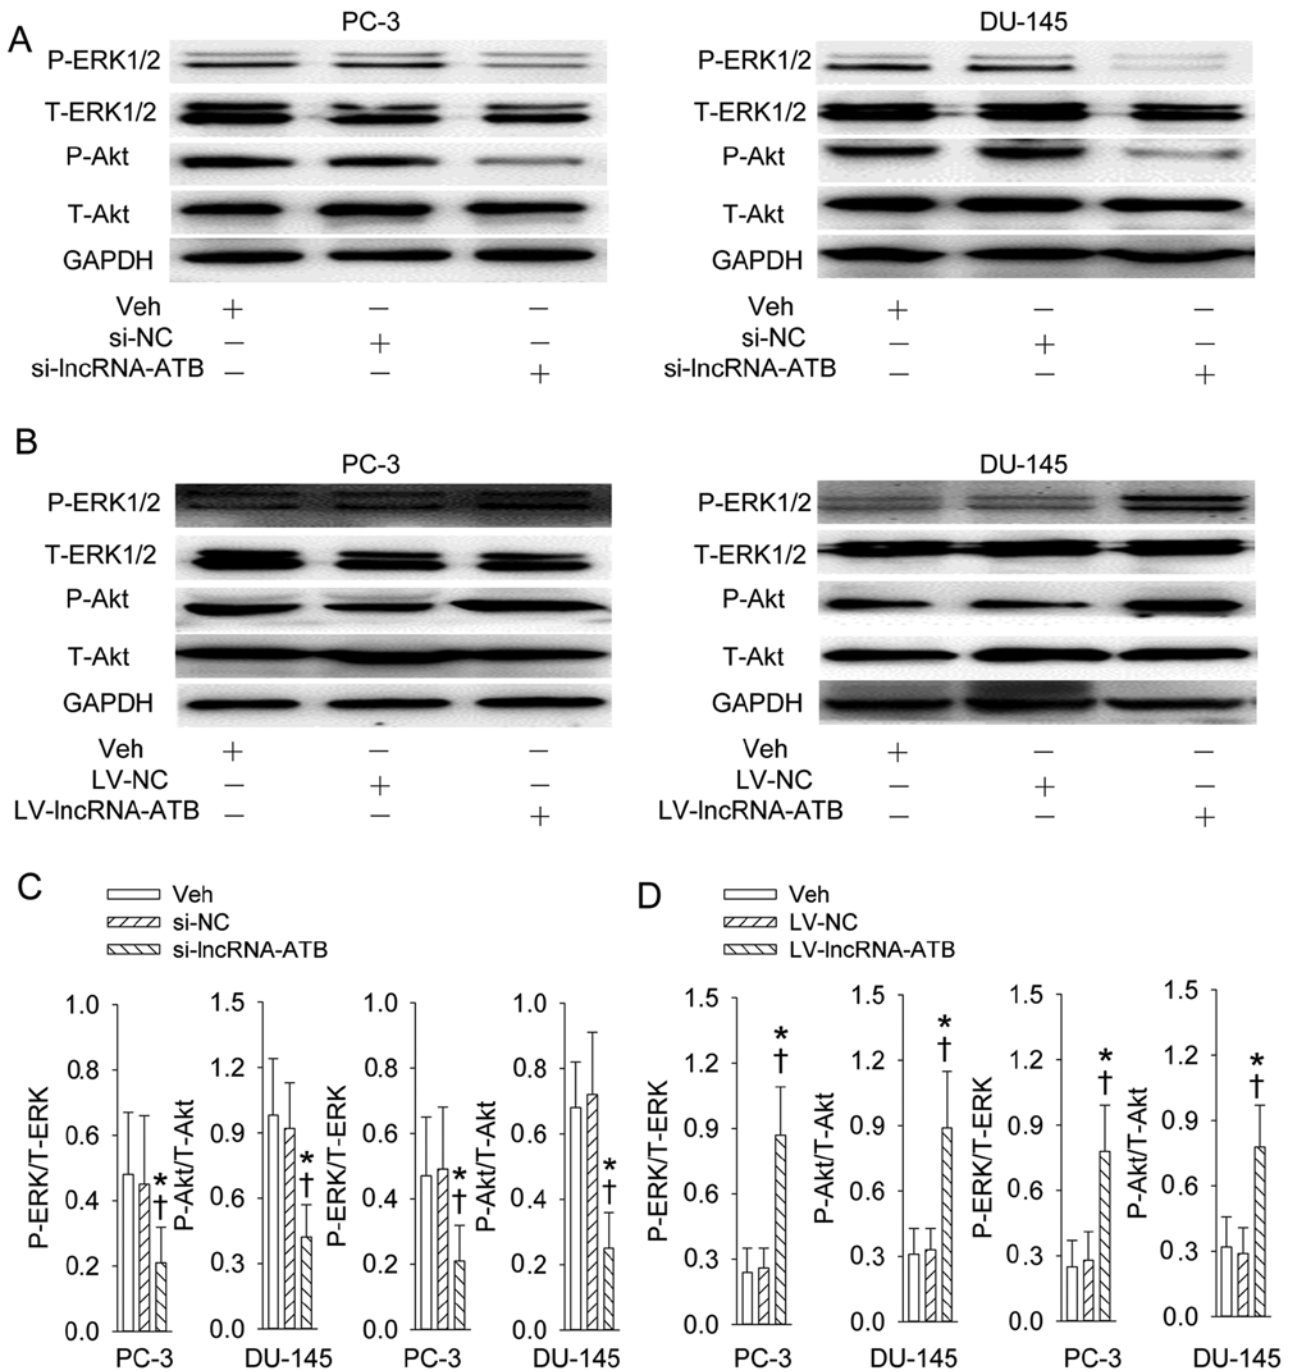 A
PC-3
DU-145
P-ERK1/2
T-ERK1/2
P-Akt
T-Akt
GAPDH
Veh + − −
si-NC − + −
si-lncRNA-ATB − − +
P-ERK1/2
T-ERK1/2
P-Akt
T-Akt
GAPDH
Veh + − −
si-NC − + −
si-lncRNA-ATB − − +
B
PC-3
DU-145
P-ERK1/2
T-ERK1/2
P-Akt
T-Akt
GAPDH
Veh + − −
LV-NC − + −
LV-lncRNA-ATB − − +
P-ERK1/2
T-ERK1/2
P-Akt
T-Akt
GAPDH
Veh + − −
LV-NC − + −
LV-lncRNA-ATB − − +
C
Veh
si-NC
si-lncRNA-ATB
P-ERK/T-ERK
1.0
0.8
0.6
0.4
0.2
0.0
*
†
PC-3
P-Akt/T-Akt
1.5
1.2
0.9
0.6
0.3
0.0
*
†
DU-145
P-ERK/T-ERK
1.0
0.8
0.6
0.4
0.2
0.0
*
†
PC-3
P-Akt/T-Akt
1.0
0.8
0.6
0.4
0.2
0.0
*
†
DU-145
D
Veh
LV-NC
LV-lncRNA-ATB
P-ERK/T-ERK
1.5
1.2
0.9
0.6
0.3
0.0
*
†
PC-3
P-Akt/T-Akt
1.5
1.2
0.9
0.6
0.3
0.0
*
†
DU-145
P-ERK/T-ERK
1.5
1.2
0.9
0.6
0.3
0.0
*
†
PC-3
P-Akt/T-Akt
1.5
1.2
0.9
0.6
0.3
0.0
*
†
DU-145